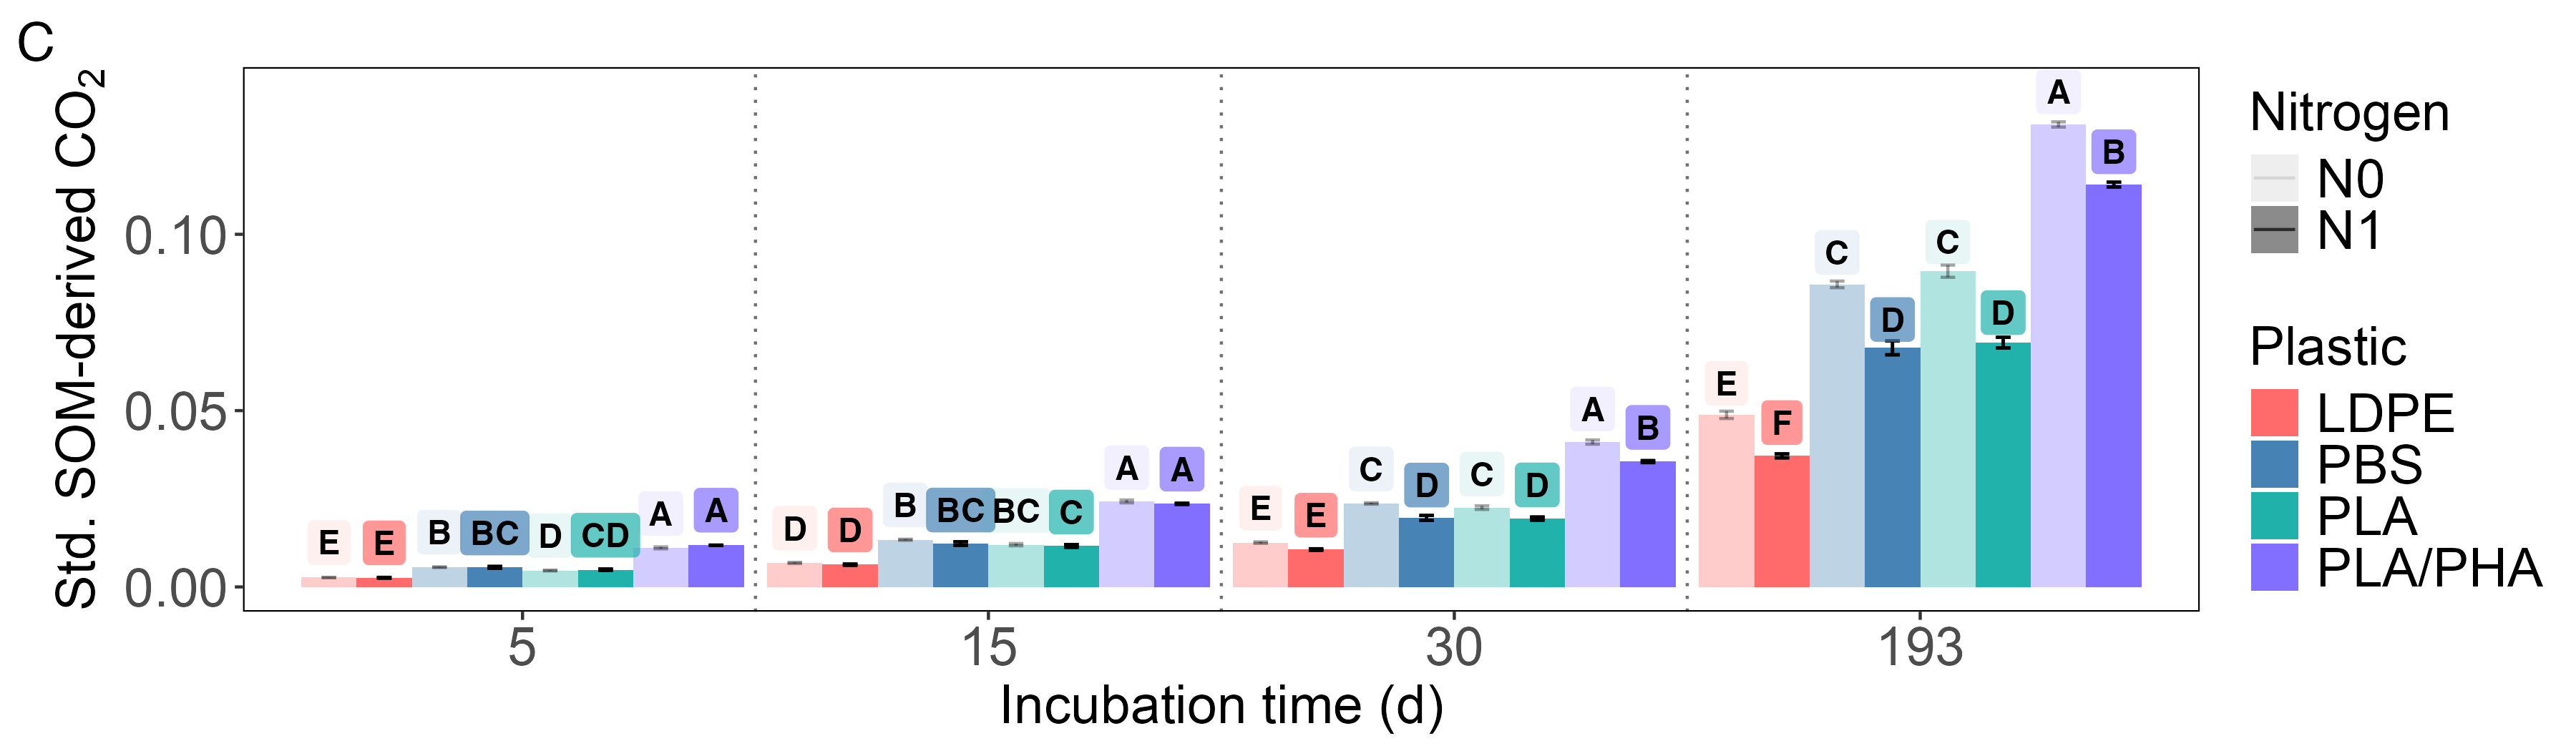 C
Std. SOM-derived CO₂
0.10
0.05
0.00
E E B BC D CD A A
D D B BC BC C A A
E E C D C D A B
E F C D C D A B
5 15 30 193
Incubation time (d)
Nitrogen
N0
N1
Plastic
LDPE
PBS
PLA
PLA/PHA